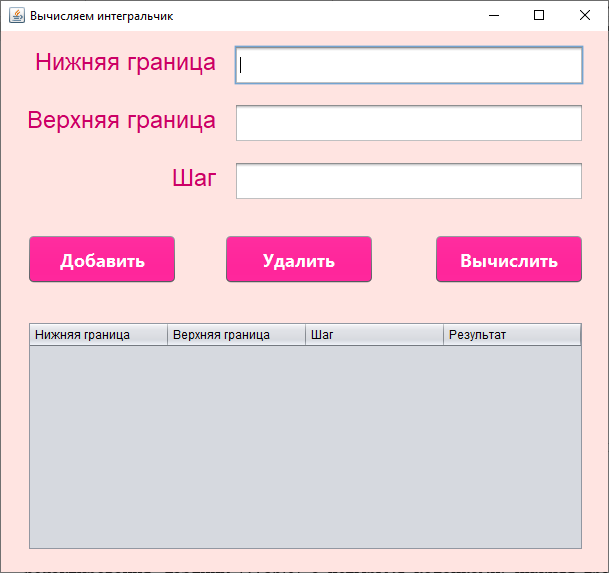 Вычисляем интегральчик
Нижняя граница
Верхняя граница
Шаг
Добавить Удалить Вычислить
Нижняя граница Верхняя граница Шаг Результат